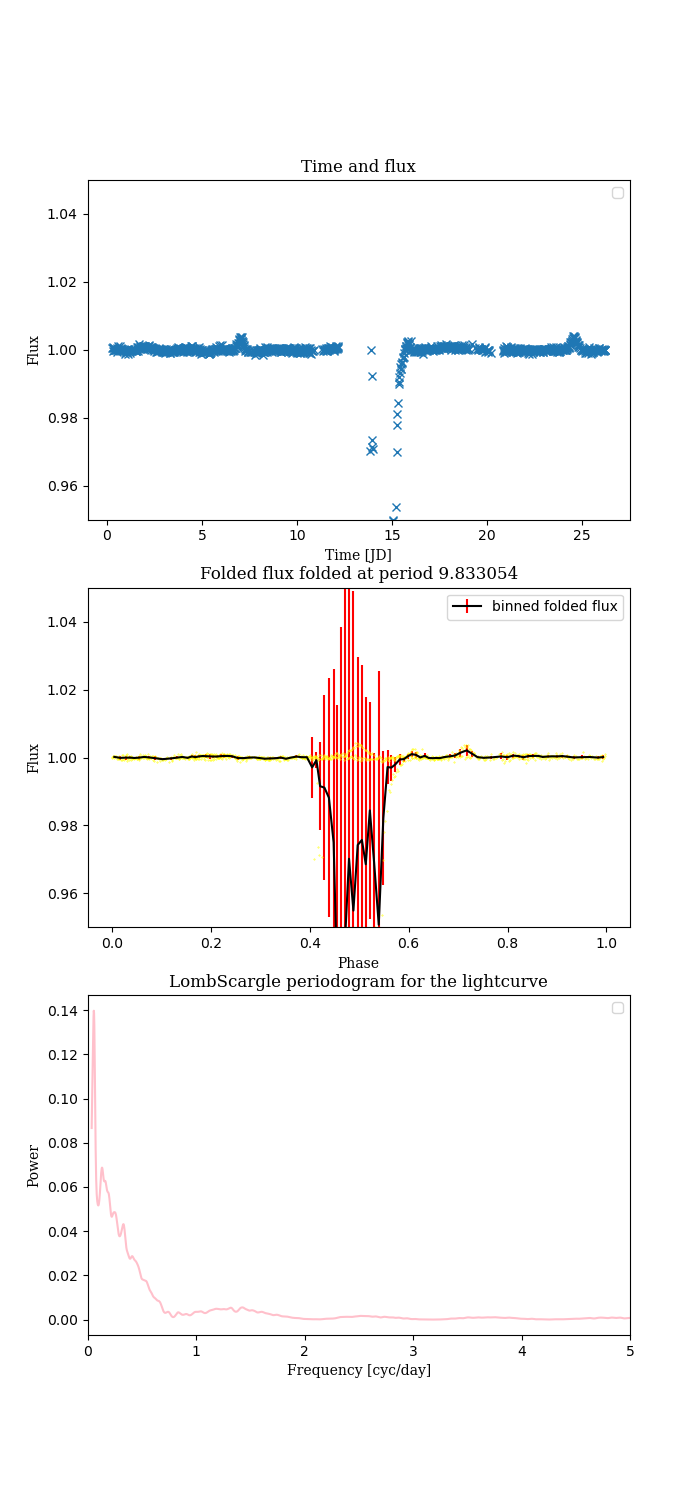 Time and flux
1.04
1.02
1.00
0.98
0.96
Flux
0 5 10 15 20 25
Time [JD]
Folded flux folded at period 9.833054
binned folded flux
1.04
1.02
1.00
0.98
0.96
Flux
0.0 0.2 0.4 0.6 0.8 1.0
Phase
LombScargle periodogram for the lightcurve
0.14
0.12
0.10
0.08
0.06
0.04
0.02
0.00
Power
0 1 2 3 4 5
Frequency [cyc/day]